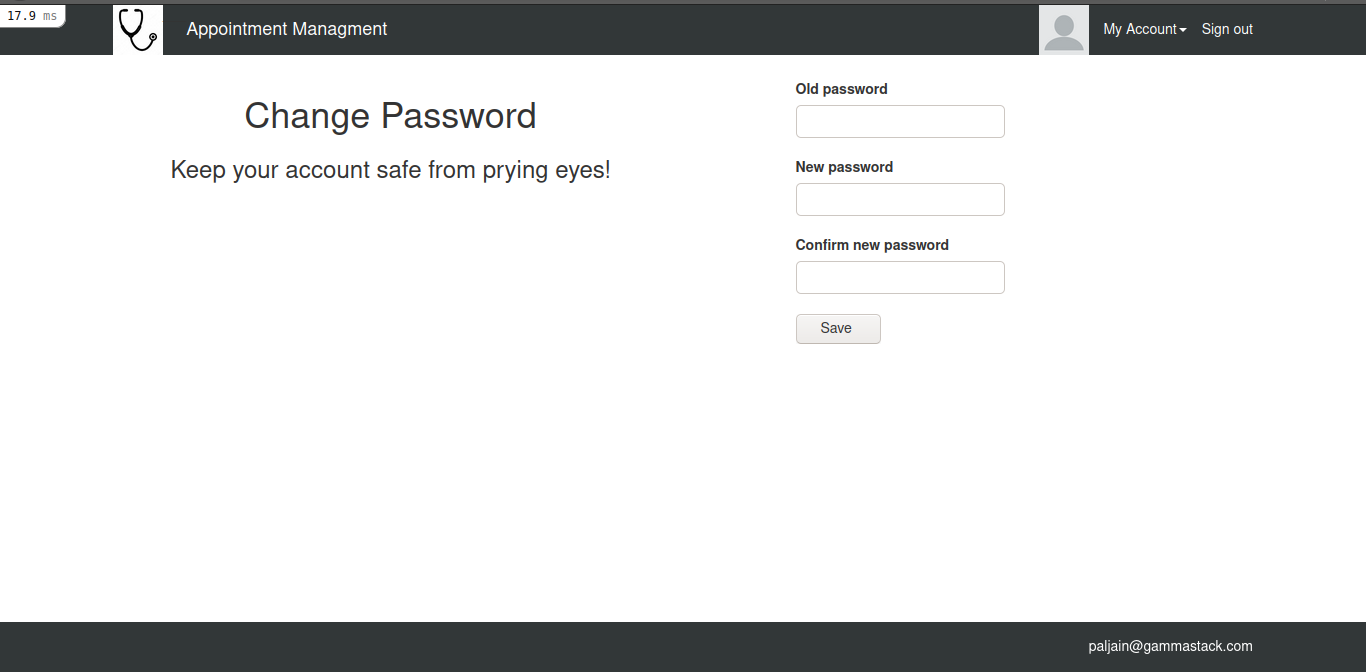 17.9 ms
Appointment Managment
My Account
Sign out
Change Password
Keep your account safe from prying eyes!
Old password
New password
Confirm new password
Save
paljain@gammastack.com